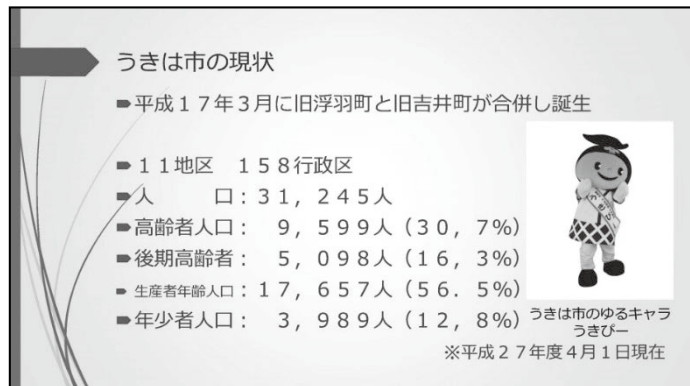 うきは市の現状
平成１７年３月に旧浮羽町と旧吉井町が合併し誕生
１１地区　１５８行政区
人　　　口：３１，２４５人
高齢者人口：　９，５９９人（３０，７％）
後期高齢者：　５，０９８人（１６，３％）
生産者年齢人口：１７，６５７人（５６．５％）
年少者人口：　３，９８９人（１２，８％）
うきは市のゆるキャラ
うきぴー
※平成２７年度４月１日現在